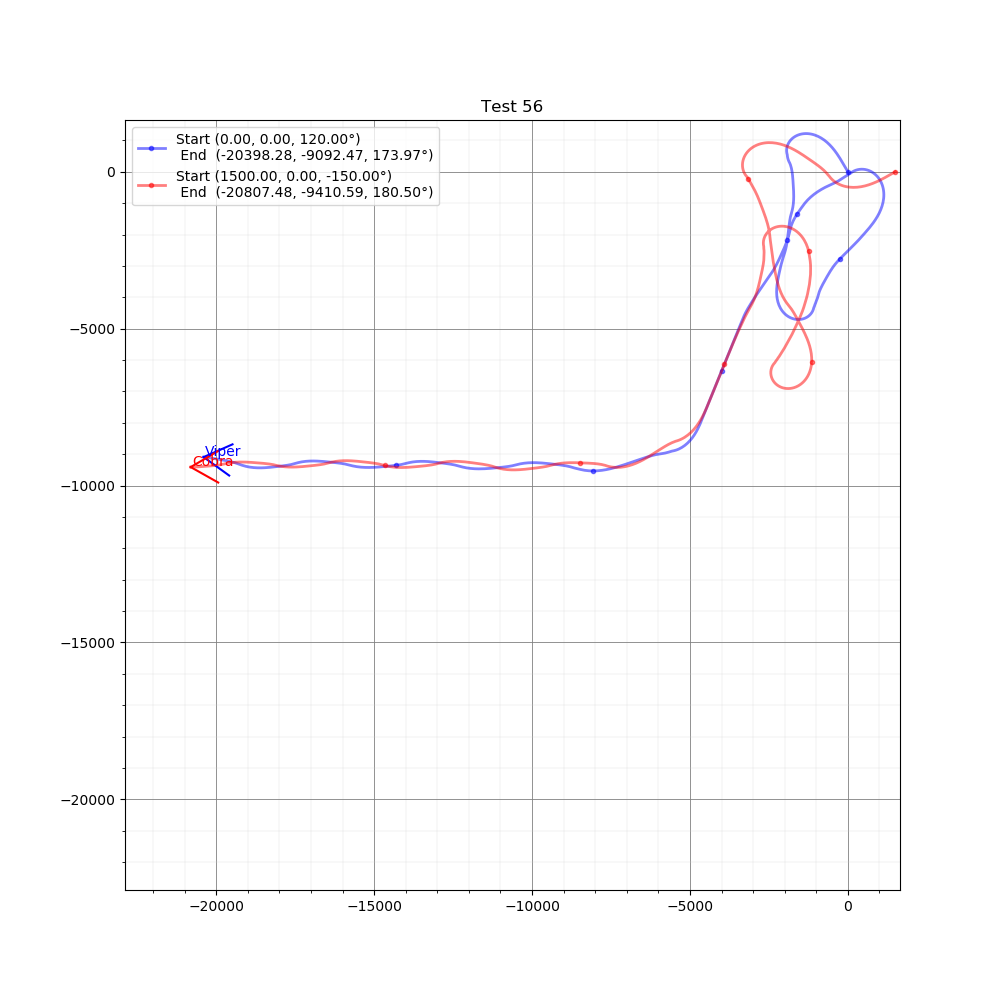 Test 56
Start (0.00, 0.00, 120.00°)
End (-20398.28, -9092.47, 173.97°)
Start (1500.00, 0.00, -150.00°)
End (-20807.48, -9410.59, 180.50°)
0
−5000
Viper
Cobra
−10000
−15000
−20000
−20000 −15000 −10000 −5000 0